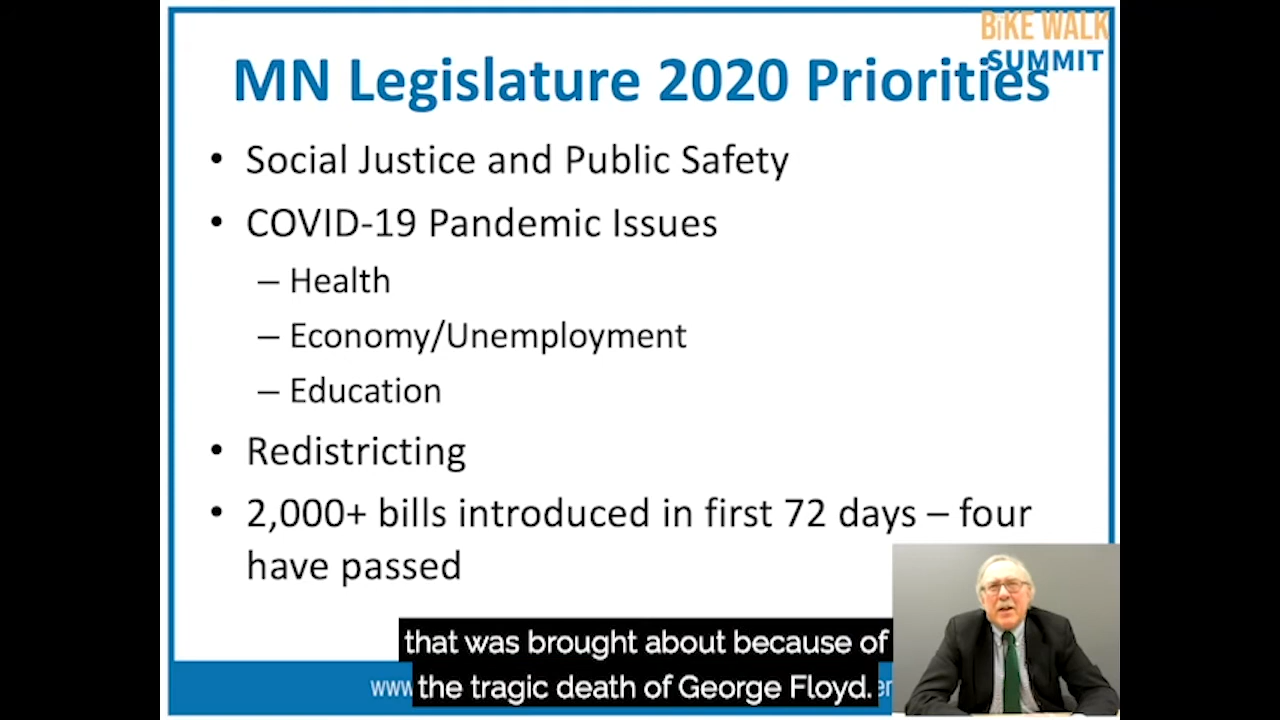 BiKE WALK
SUMMIT
MN Legislature 2020 Priorities
• Social Justice and Public Safety
• COVID-19 Pandemic Issues
– Health
– Economy/Unemployment
– Education
• Redistricting
• 2,000+ bills introduced in first 72 days – four
have passed
that was brought about because of
the tragic death of George Floyd.